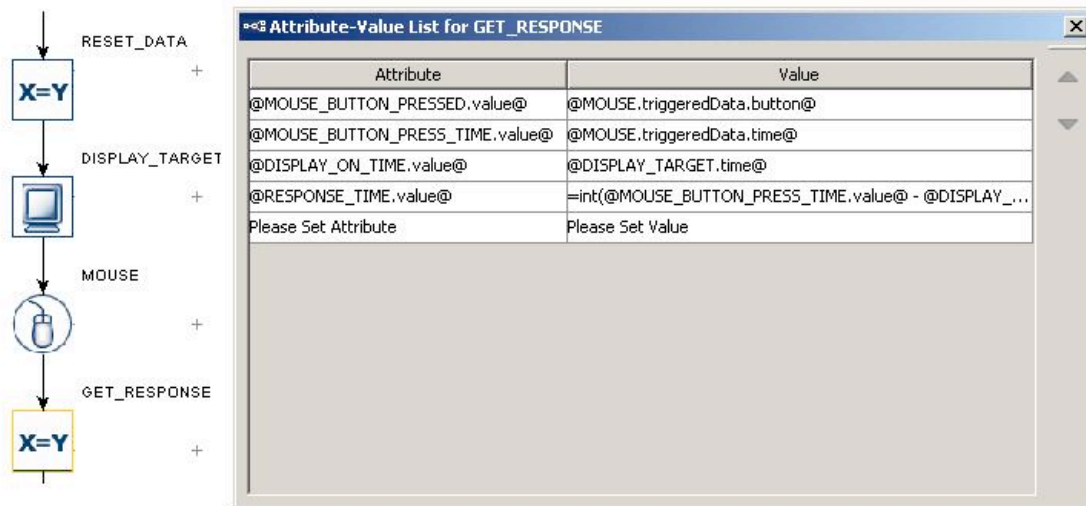 RESET_DATA
X=Y
DISPLAY_TARGET
MOUSE
GET_RESPONSE
X=Y
Attribute-Value List for GET_RESPONSE
Attribute Value
@MOUSE_BUTTON_PRESSED.value@ @MOUSE.triggeredData.button@
@MOUSE_BUTTON_PRESS_TIME.value@ @MOUSE.triggeredData.time@
@DISPLAY_ON_TIME.value@ @DISPLAY_TARGET.time@
@RESPONSE_TIME.value@ =int(@MOUSE_BUTTON_PRESS_TIME.value@ - @DISPLAY_...
Please Set Attribute Please Set Value